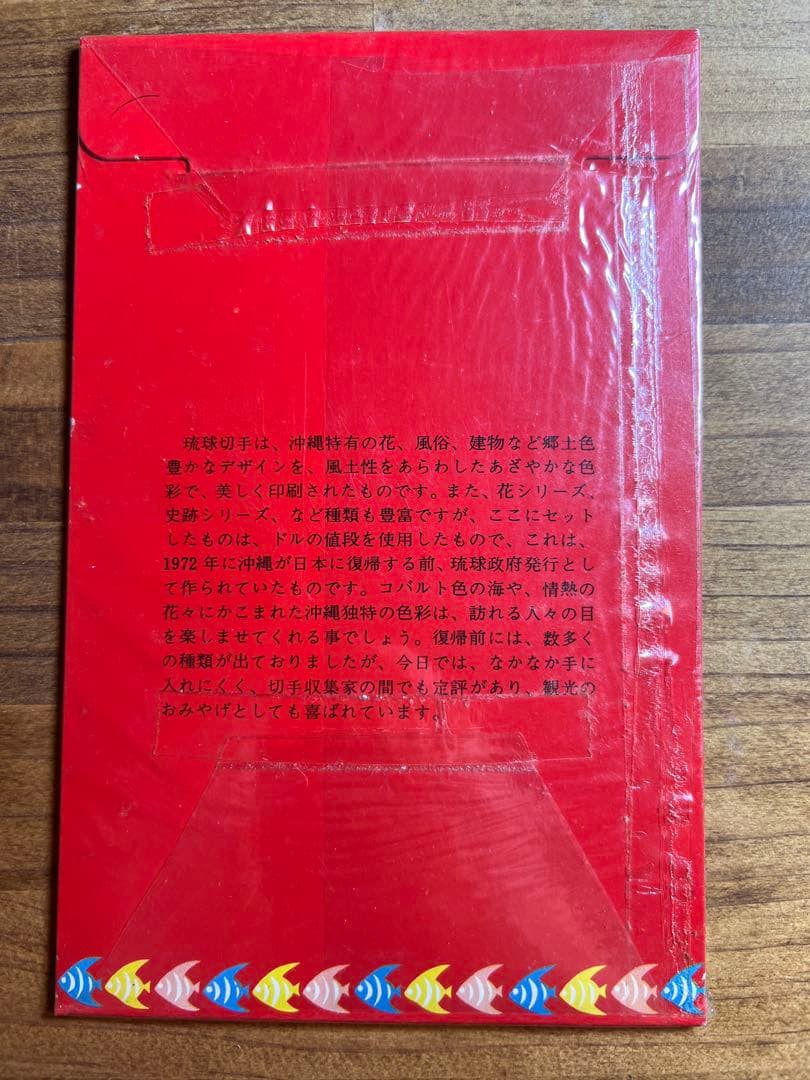 琉球切手は、沖縄特有の花、風俗、建物など郷土色
豊かなデザインを、風土性をあらわしたあざやかな色
彩で、美しく印刷されたものです。また、花シリーズ、
史跡シリーズ、など種類も豊富ですが、ここにセット
したものは、ドルの値段を使用したもので、これは、
1972年に沖縄が日本に復帰する前、琉球政府発行とし
て作られていたものです。コバルト色の海や、情熱の
花々にかこまれた沖縄独特の色彩は、訪れる人々の目
を楽しませてくれる事でしょう。復帰前には、数多く
の種類が出ておりましたが、今日では、なかなか手に
入れにくく、切手収集家の間でも定評があり、観光の
おみやげとしても喜ばれています。